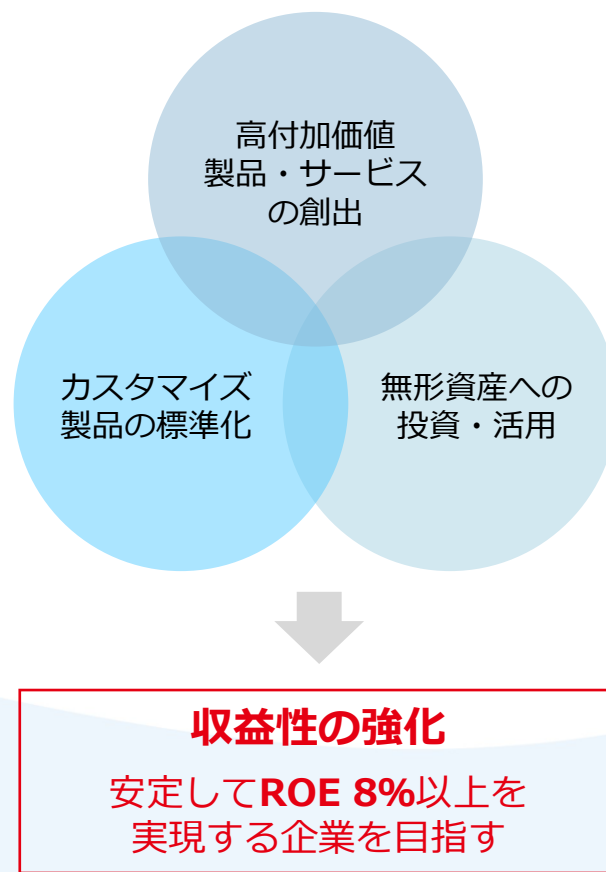 高付加価値
製品・サービス
の創出
カスタマイズ
製品の標準化
無形資産への
投資・活用
収益性の強化
安定してROE 8%以上を
実現する企業を目指す